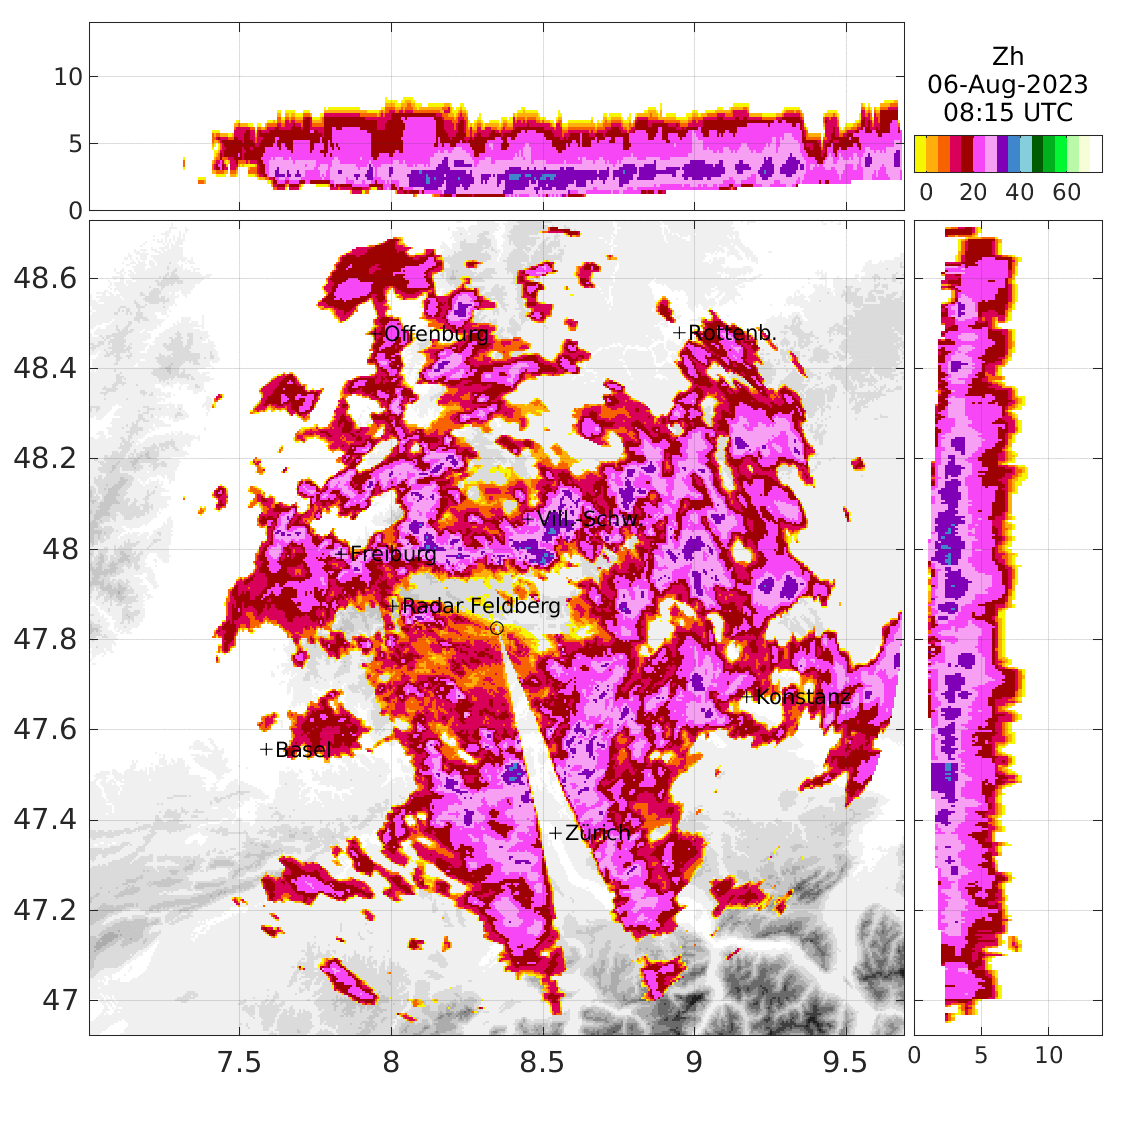 10
5
0
Zh
06-Aug-2023
08:15 UTC
0 20 40 60
48.6
48.4
48.2
48
47.8
47.6
47.4
47.2
47
+Offenburg
+Rottenb.
+Vill.-Schw.
+Freiburg
+Radar Feldberg
+Konstanz
+Basel
+Zürich
7.5 8 8.5 9 9.5
0 5 10